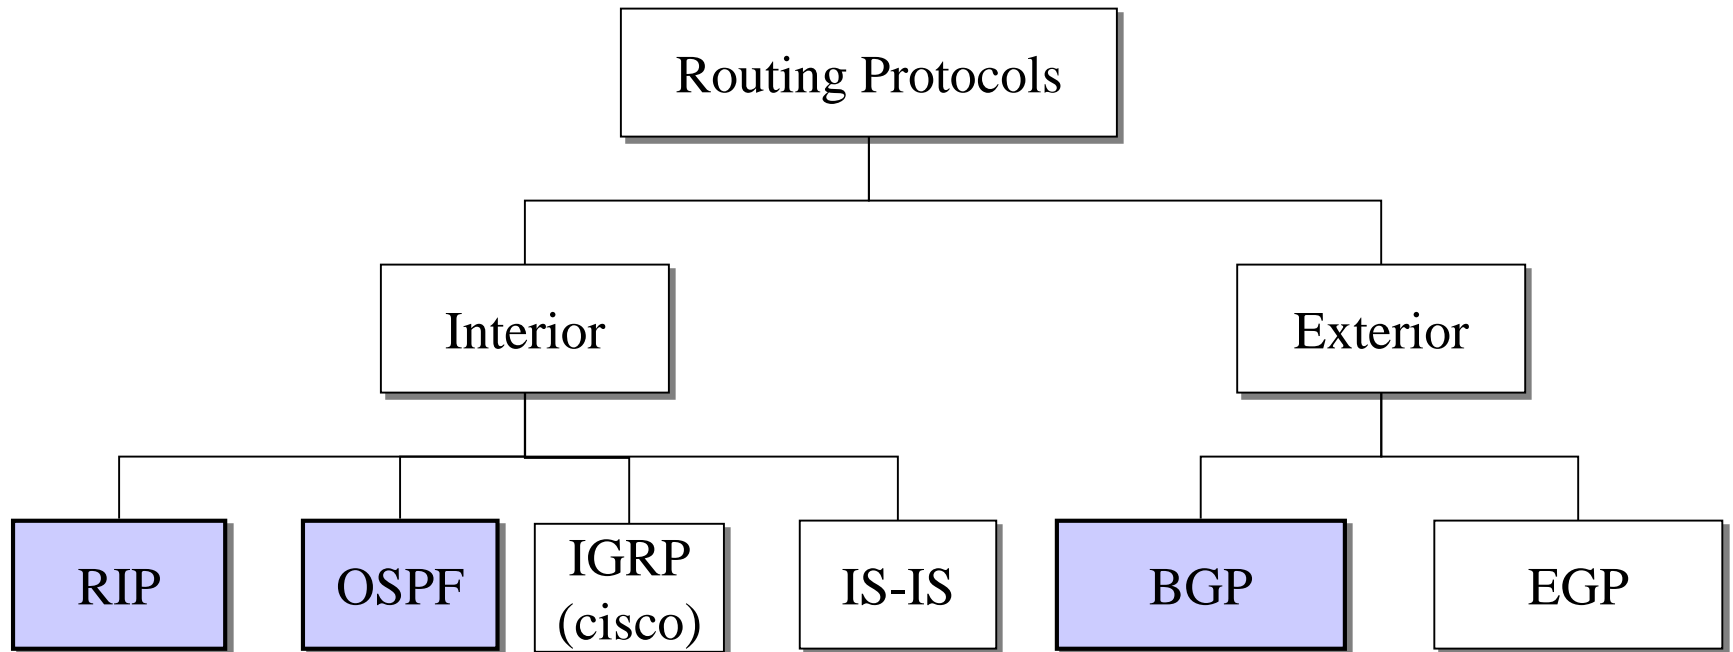 Routing Protocols
Interior
Exterior
RIP
OSPF
IGRP
(cisco)
IS-IS
BGP
EGP